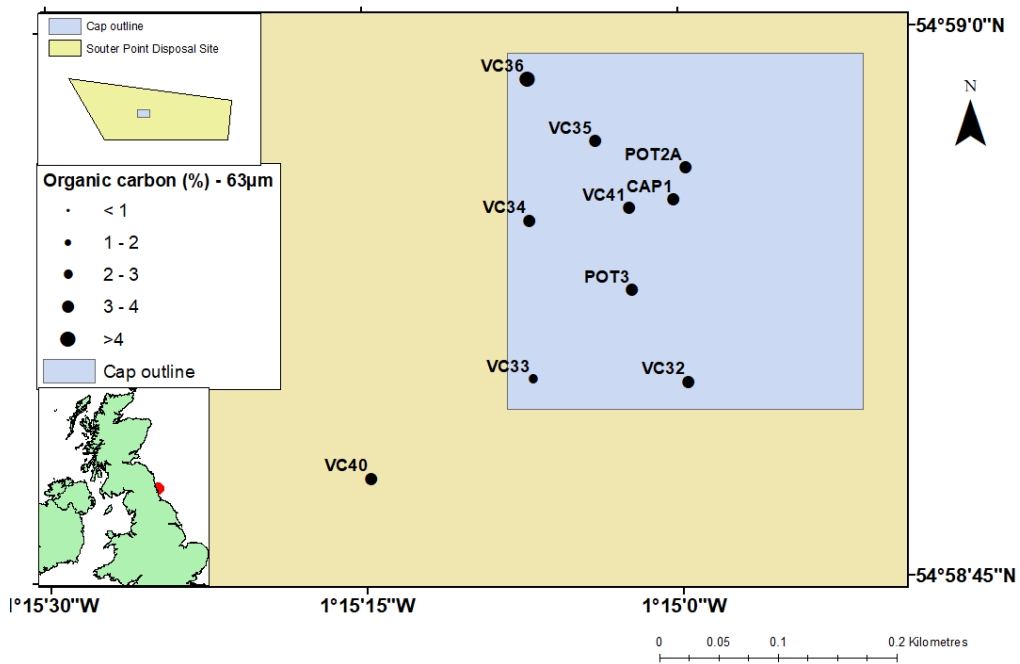 Cap outline
Souter Point Disposal Site
Organic carbon (%) - 63µm
< 1
1 - 2
2 - 3
3 - 4
>4
Cap outline
VC36
VC35
POT2A
CAP1
VC41
VC34
POT3
VC33
VC32
VC40
54°59'0"N
N
54°58'45"N
1°15'30"W
1°15'15"W
1°15'0"W
0 0.05 0.1 0.2 Kilometres